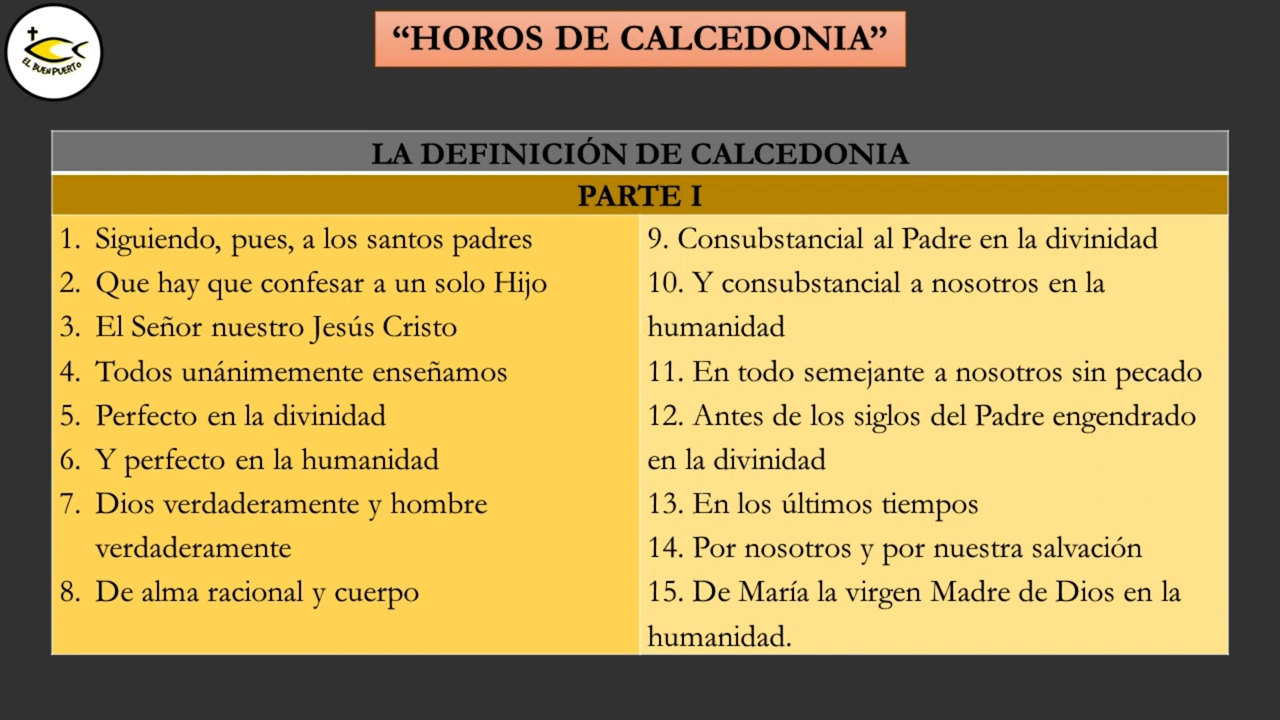 EL BUEN PUERTO
“HOROS DE CALCEDONIA”
LA DEFINICIÓN DE CALCEDONIA
PARTE I
1. Siguiendo, pues, a los santos padres
2. Que hay que confesar a un solo Hijo
3. El Señor nuestro Jesús Cristo
4. Todos unánimemente enseñamos
5. Perfecto en la divinidad
6. Y perfecto en la humanidad
7. Dios verdaderamente y hombre
verdaderamente
8. De alma racional y cuerpo
9. Consubstancial al Padre en la divinidad
10. Y consubstancial a nosotros en la
humanidad
11. En todo semejante a nosotros sin pecado
12. Antes de los siglos del Padre engendrado
en la divinidad
13. En los últimos tiempos
14. Por nosotros y por nuestra salvación
15. De María la virgen Madre de Dios en la
humanidad.